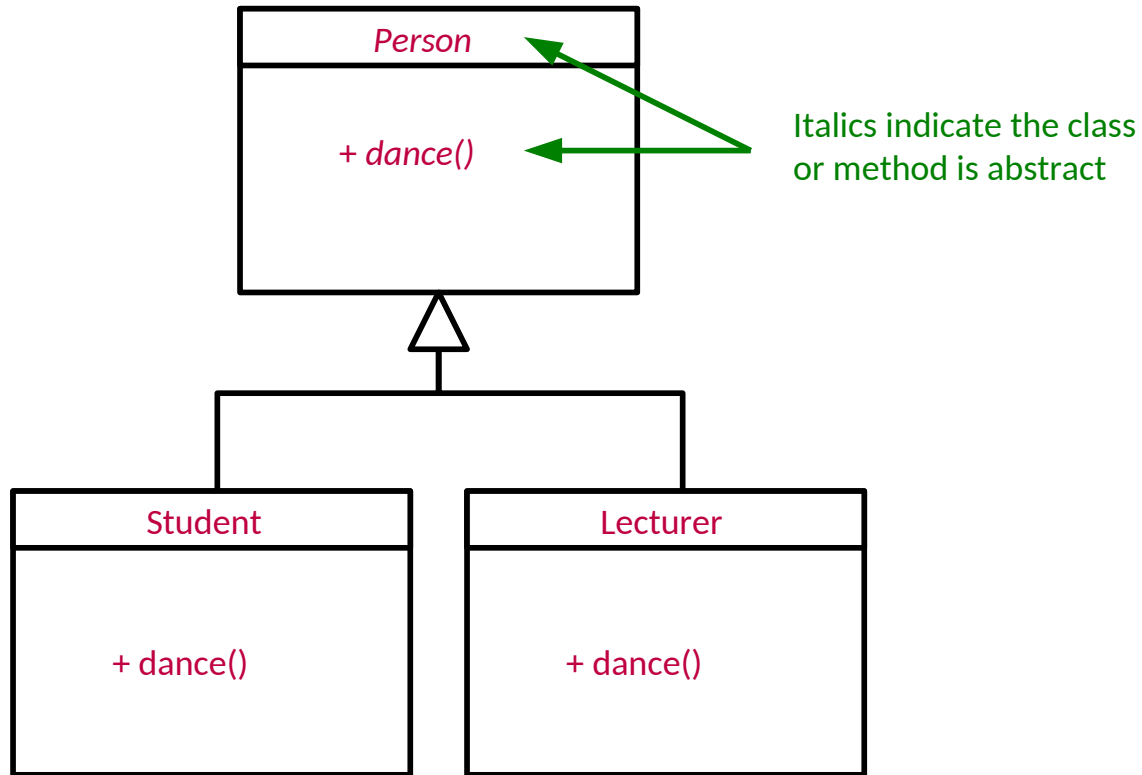 Person
+ dance()
Italics indicate the class
or method is abstract
Student
Lecturer
+ dance()
+ dance()